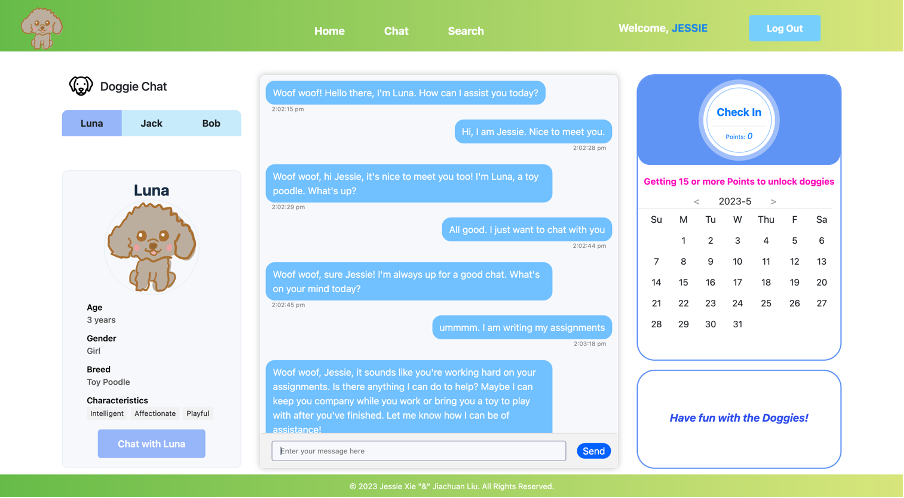 Home Chat Search Welcome, JESSIE Log Out
Doggie Chat
Luna Jack Bob
Luna
Age
3 years
Gender
Girl
Breed
Toy Poodle
Characteristics
Intelligent Affectionate Playful
Chat with Luna
Woof woof! Hello there, I'm Luna. How can I assist you today?
2:02:15 pm
Hi, I am Jessie. Nice to meet you.
2:02:28 pm
Woof woof, hi Jessie, it's nice to meet you too! I'm Luna, a toy
poodle. What's up?
2:02:29 pm
All good. I just want to chat with you
2:02:44 pm
Woof woof, sure Jessie! I'm always up for a good chat. What's
on your mind today?
2:02:45 pm
ummmm. I am writing my assignments
2:03:18 pm
Woof woof, Jessie, it sounds like you're working hard on your
assignments. Is there anything I can do to help? Maybe I can
keep you company while you work or bring you a toy to play
with after you've finished. Let me know how I can be of
assistance!
Enter your message here
Send
Check In
Points: 0
Getting 15 or more Points to unlock doggies
< 2023-5 >
Su M Tu W Thu F Sa
1 2 3 4 5 6
7 8 9 10 11 12 13
14 15 16 17 18 19 20
21 22 23 24 25 26 27
28 29 30 31
Have fun with the Doggies!
© 2023 Jessie Xie "&" Jiachuan Liu. All Rights Reserved.